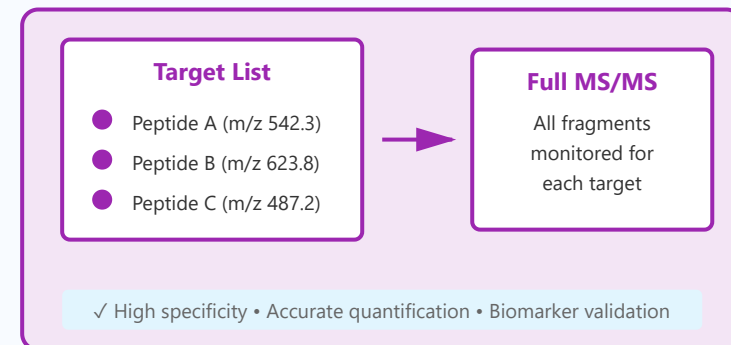 Target List
Peptide A (m/z 542.3)
Peptide B (m/z 623.8)
Peptide C (m/z 487.2)
Full MS/MS
All fragments
monitored for
each target
✓ High specificity • Accurate quantification • Biomarker validation